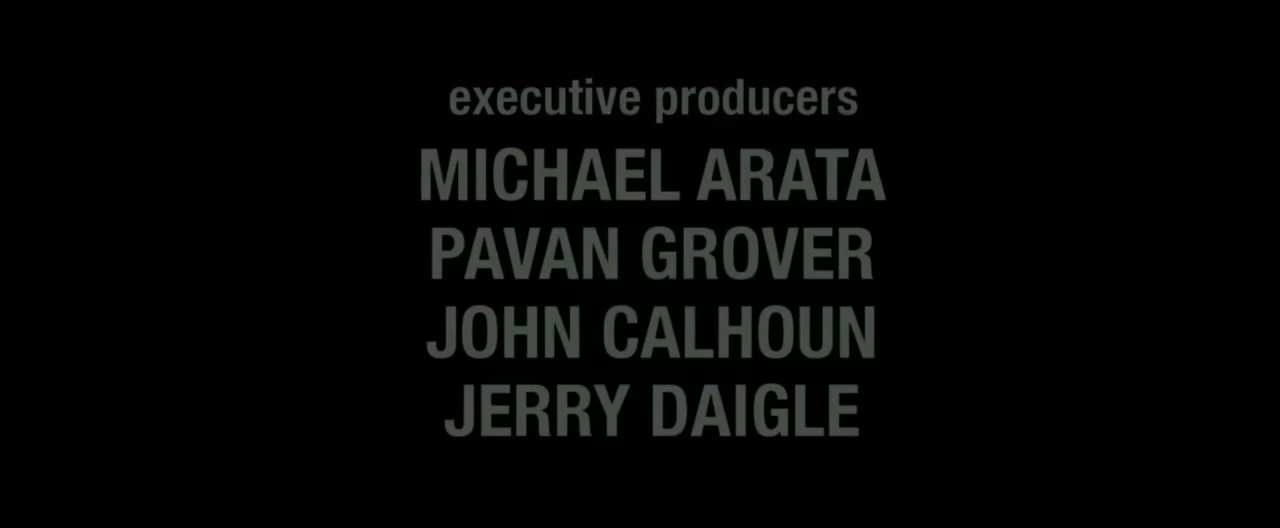 executive producers
MICHAEL ARATA
PAVAN GROVER
JOHN CALHOUN
JERRY DAIGLE